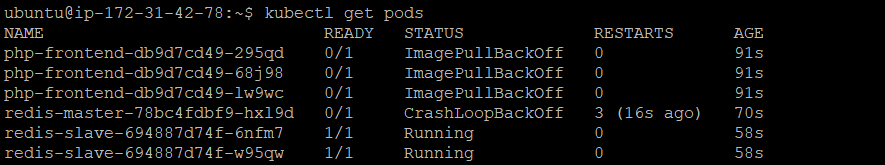 ubuntu@ip-172-31-42-78:~$ kubectl get pods
NAME READY STATUS RESTARTS AGE
php-frontend-db9d7cd49-295qd 0/1 ImagePullBackOff 0 91s
php-frontend-db9d7cd49-68j98 0/1 ImagePullBackOff 0 91s
php-frontend-db9d7cd49-lw9wc 0/1 ImagePullBackOff 0 91s
redis-master-78bc4fdbf9-hxl9d 0/1 CrashLoopBackOff 3 (16s ago) 70s
redis-slave-694887d74f-6nfm7 1/1 Running 0 58s
redis-slave-694887d74f-w95qw 1/1 Running 0 58s